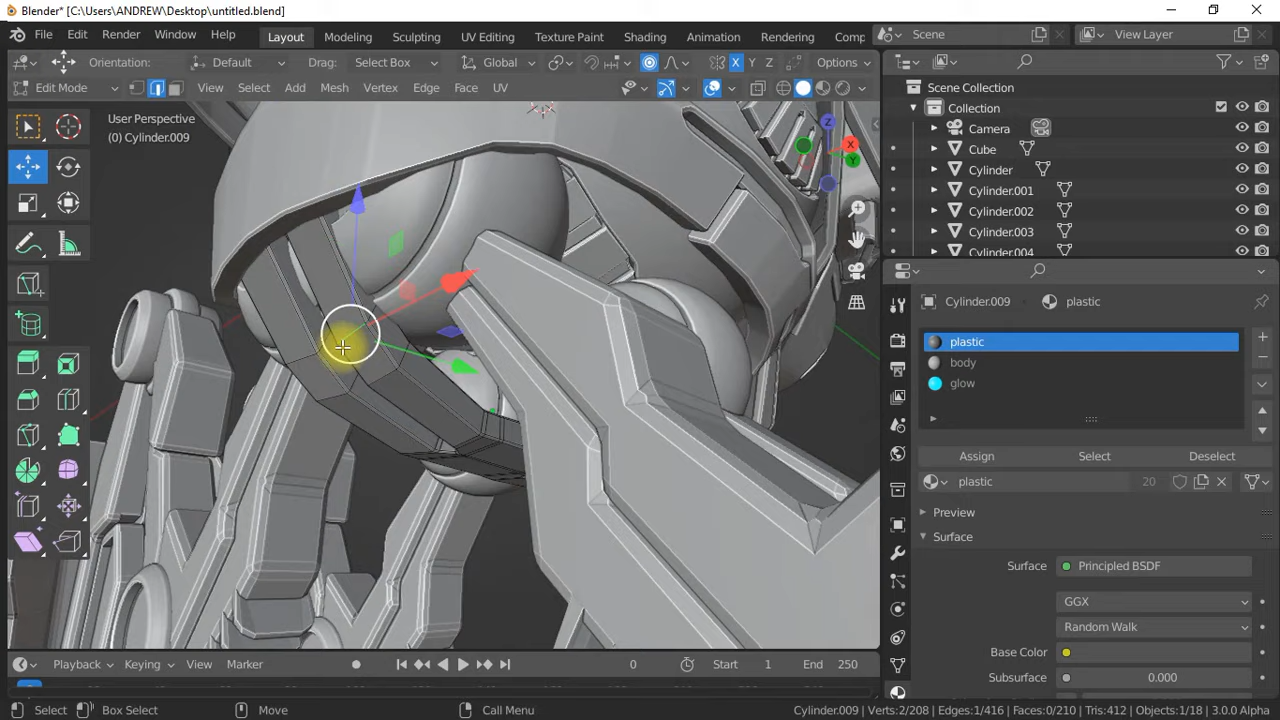 Blender* [C:\Users\ANDREW\Desktop\untitled.blend]
File Edit Render Window Help Layout Modeling Sculpting UV Editing Texture Paint Shading Animation Rendering Comp Scene View Layer
Orientation: Default Drag: Select Box Global X Y Z Options
Edit Mode View Select Add Mesh Vertex Edge Face UV
User Perspective
(0) Cylinder.009
Z
X
Y
Scene Collection
Collection
Camera
Cube
Cylinder
Cylinder.001
Cylinder.002
Cylinder.003
Cylinder.004
Cylinder.009 plastic
plastic
body
glow
Assign Select Deselect
plastic 20
Preview
Surface
Surface Principled BSDF
GGX
Random Walk
Base Color
Subsurface 0.000
Playback Keying View Marker 0 Start 1 End 250
Select Box Select Move Call Menu Cylinder.009 | Verts:2/208 | Edges:1/416 | Faces:0/210 | Tris:412 | Objects:1/18 | 3.0.0 Alpha